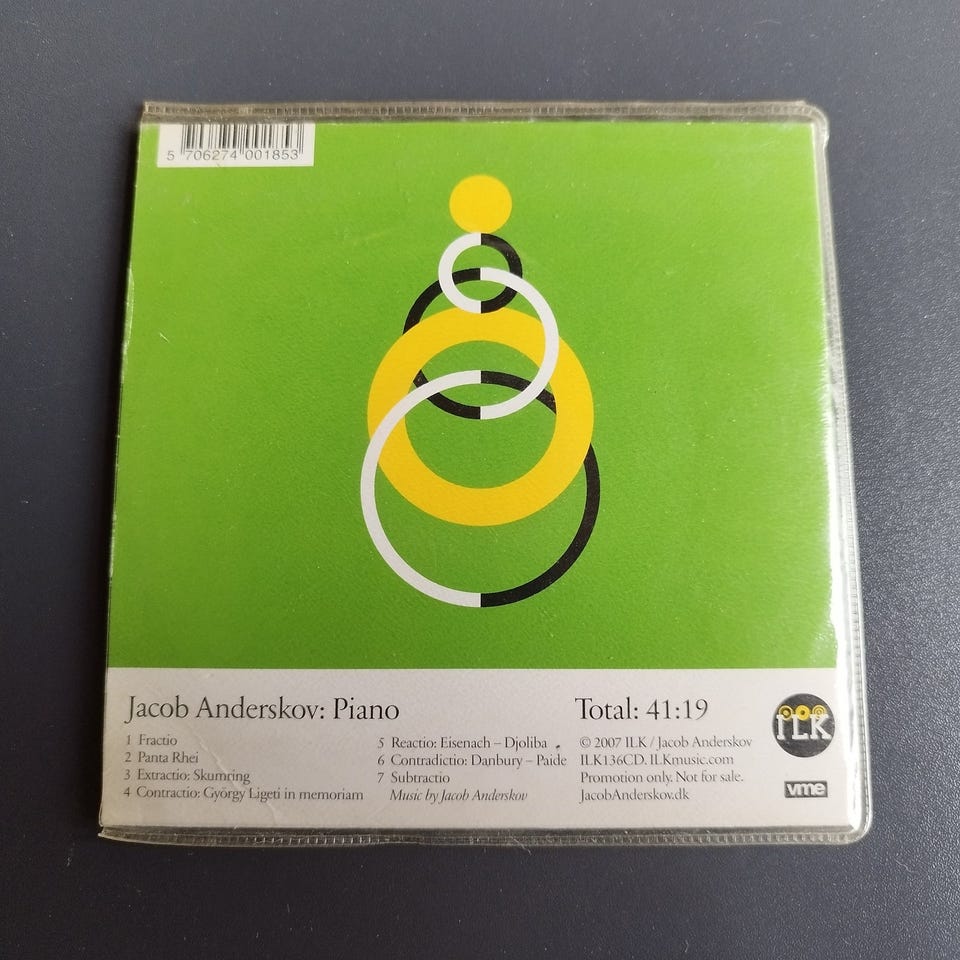 5 706274 001853
Jacob Anderskov: Piano
1 Fractio
2 Panta Rhei
3 Extractio: Skumring
4 Contractio: György Ligeti in memoriam
5 Reactio: Eisenach – Djoliba
6 Contradictio: Danbury – Paide
7 Subtractio
Music by Jacob Anderskov
Total: 41:19
© 2007 ILK / Jacob Anderskov
ILK136CD. ILKmusic.com
Promotion only. Not for sale.
JacobAnderskov.dk
ILK
vme